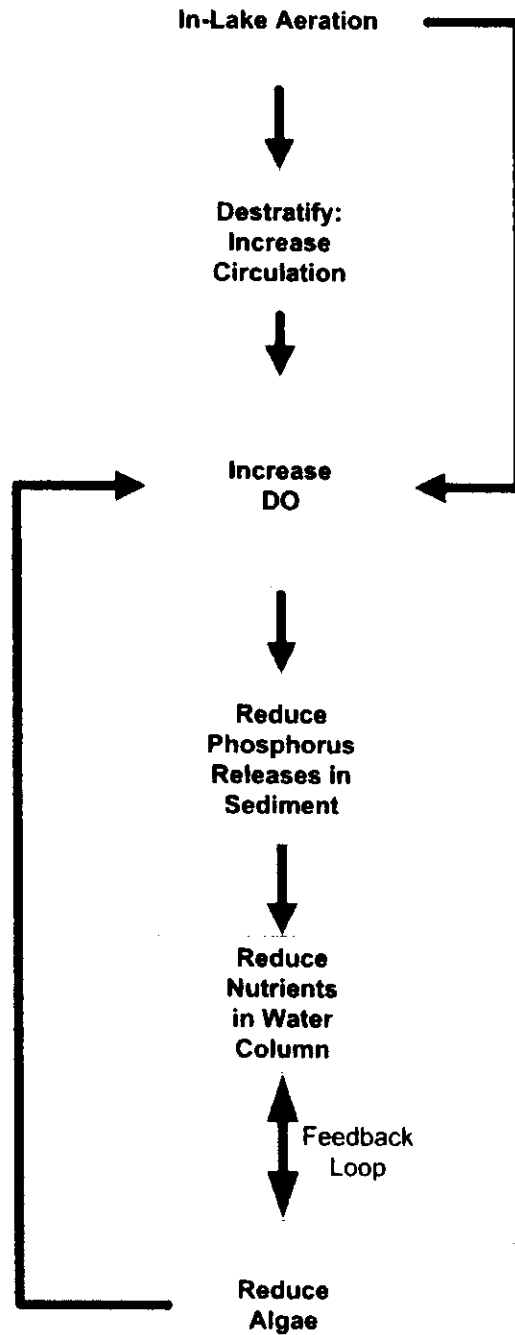 In-Lake Aeration
Destratify:
Increase
Circulation
Increase
DO
Reduce
Phosphorus
Releases in
Sediment
Reduce
Nutrients
in Water
Column
Feedback
Loop
Reduce
Algae